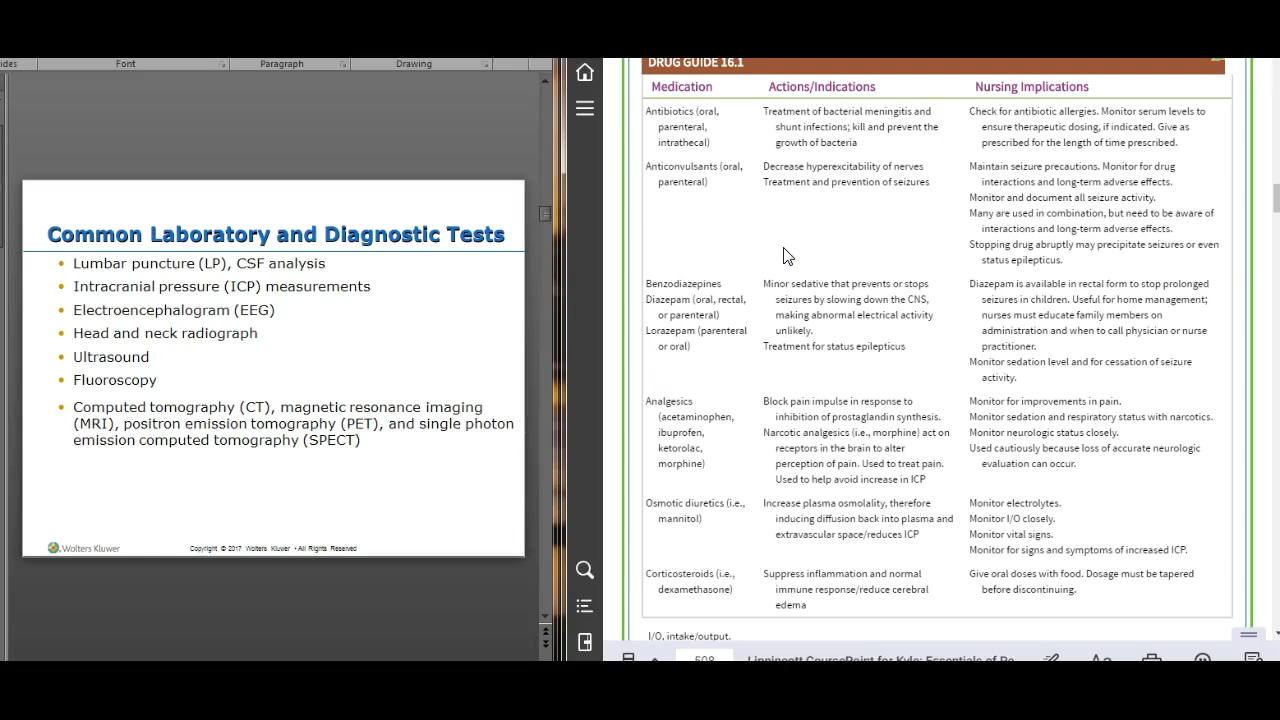 ides
Font
Paragraph
Drawing
Common Laboratory and Diagnostic Tests
• Lumbar puncture (LP), CSF analysis
• Intracranial pressure (ICP) measurements
• Electroencephalogram (EEG)
• Head and neck radiograph
• Ultrasound
• Fluoroscopy
• Computed tomography (CT), magnetic resonance imaging
(MRI), positron emission tomography (PET), and single photon
emission computed tomography (SPECT)
Wolters Kluwer
Copyright © 2017 Wolters Kluwer • All Rights Reserved
DRUG GUIDE 16.1
Medication
Actions/Indications
Nursing Implications
Antibiotics (oral,
parenteral,
intrathecal)
Treatment of bacterial meningitis and
shunt infections; kill and prevent the
growth of bacteria
Check for antibiotic allergies. Monitor serum levels to
ensure therapeutic dosing, if indicated. Give as
prescribed for the length of time prescribed.
Anticonvulsants (oral,
parenteral)
Decrease hyperexcitability of nerves
Treatment and prevention of seizures
Maintain seizure precautions. Monitor for drug
interactions and long-term adverse effects.
Monitor and document all seizure activity.
Many are used in combination, but need to be aware of
interactions and long-term adverse effects.
Stopping drug abruptly may precipitate seizures or even
status epilepticus.
Benzodiazepines
Diazepam (oral, rectal,
or parenteral)
Lorazepam (parenteral
or oral)
Minor sedative that prevents or stops
seizures by slowing down the CNS,
making abnormal electrical activity
unlikely.
Treatment for status epilepticus
Diazepam is available in rectal form to stop prolonged
seizures in children. Useful for home management;
nurses must educate family members on
administration and when to call physician or nurse
practitioner.
Monitor sedation level and for cessation of seizure
activity.
Analgesics
(acetaminophen,
ibuprofen,
ketorolac,
morphine)
Block pain impulse in response to
inhibition of prostaglandin synthesis.
Narcotic analgesics (i.e., morphine) act on
receptors in the brain to alter
perception of pain. Used to treat pain.
Used to help avoid increase in ICP
Monitor for improvements in pain.
Monitor sedation and respiratory status with narcotics.
Monitor neurologic status closely.
Used cautiously because loss of accurate neurologic
evaluation can occur.
Osmotic diuretics (i.e.,
mannitol)
Increase plasma osmolality, therefore
inducing diffusion back into plasma and
extravascular space/reduces ICP
Monitor electrolytes.
Monitor I/O closely.
Monitor vital signs.
Monitor for signs and symptoms of increased ICP.
Corticosteroids (i.e.,
dexamethasone)
Suppress inflammation and normal
immune response/reduce cerebral
edema
Give oral doses with food. Dosage must be tapered
before discontinuing.
I/O, intake/output.
508
Lippincott CoursePoint for Kyle: Essentials of Pe
Aa